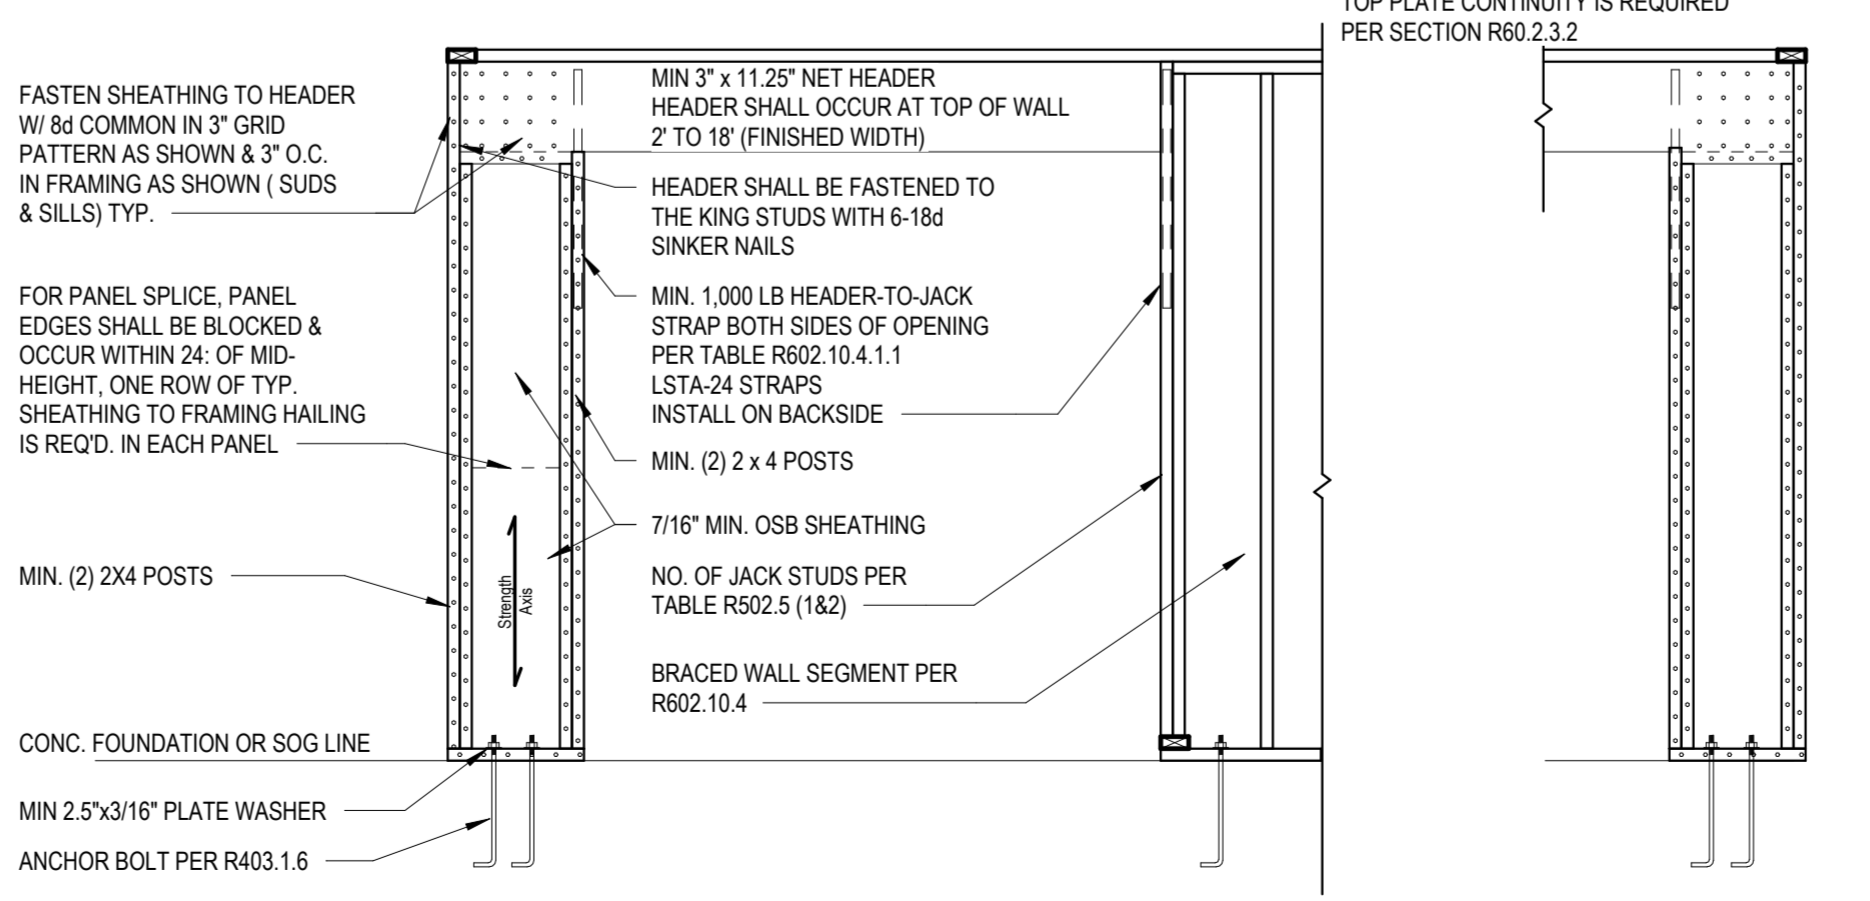 TOP PLATE CONTINUITY IS REQUIRED
PER SECTION R60.2.3.2
FASTEN SHEATHING TO HEADER
W/ 8d COMMON IN 3" GRID
PATTERN AS SHOWN & 3" O.C.
IN FRAMING AS SHOWN ( SUDS
& SILLS) TYP.
FOR PANEL SPLICE, PANEL
EDGES SHALL BE BLOCKED &
OCCUR WITHIN 24: OF MID-
HEIGHT, ONE ROW OF TYP.
SHEATHING TO FRAMING HAILING
IS REQ'D. IN EACH PANEL
MIN. (2) 2X4 POSTS
CONC. FOUNDATION OR SOG LINE
MIN 2.5"x3/16" PLATE WASHER
ANCHOR BOLT PER R403.1.6
Strength
Axis
MIN 3" x 11.25" NET HEADER
HEADER SHALL OCCUR AT TOP OF WALL
2' TO 18' (FINISHED WIDTH)
HEADER SHALL BE FASTENED TO
THE KING STUDS WITH 6-18d
SINKER NAILS
MIN. 1,000 LB HEADER-TO-JACK
STRAP BOTH SIDES OF OPENING
PER TABLE R602.10.4.1.1
LSTA-24 STRAPS
INSTALL ON BACKSIDE
MIN. (2) 2 x 4 POSTS
7/16" MIN. OSB SHEATHING
NO. OF JACK STUDS PER
TABLE R502.5 (1&2)
BRACED WALL SEGMENT PER
R602.10.4